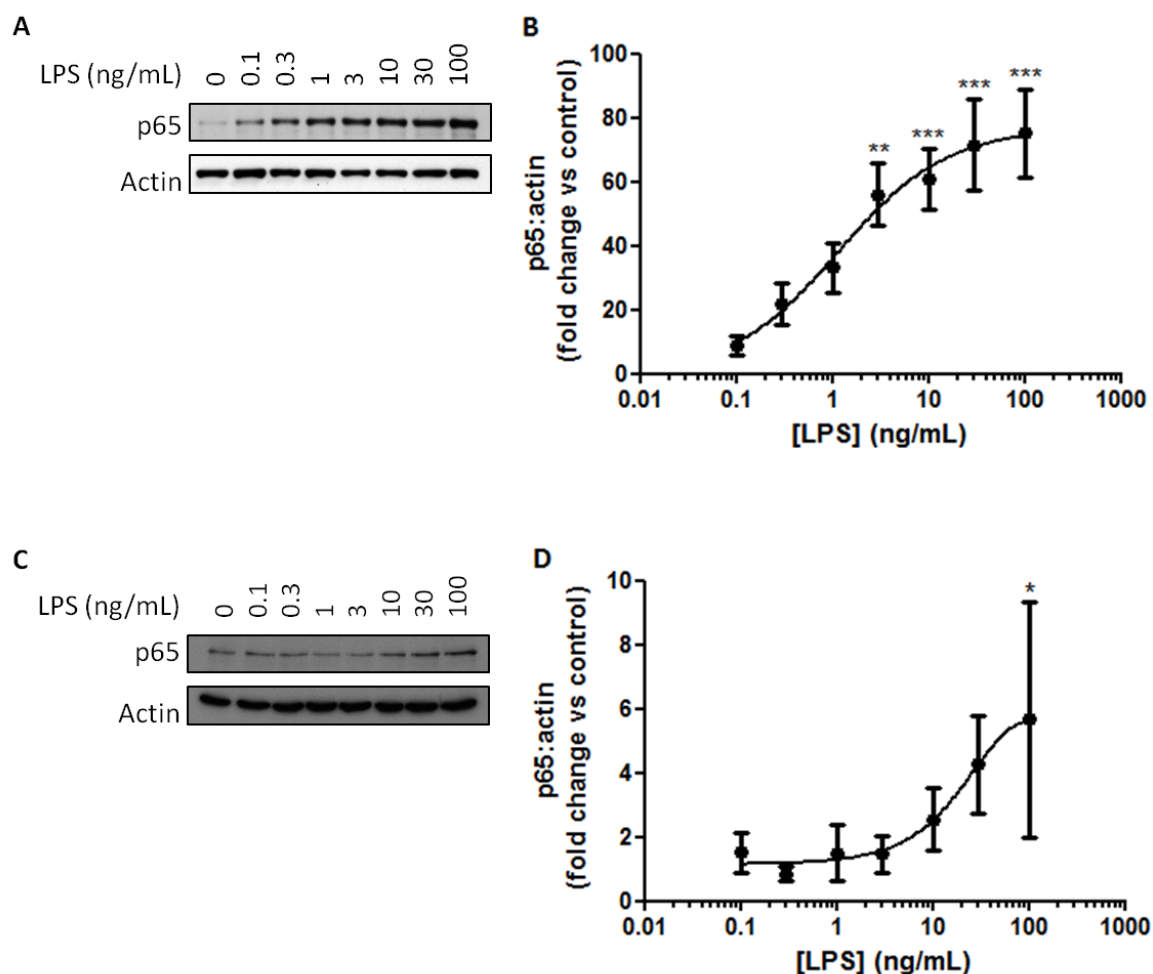 A
LPS (ng/mL)
0 0.1 0.3 1 3 10 30 100
p65
Actin
B
p65:actin
(fold change vs control)
100
80
60
40
20
0
** *** *** ***
0.01 0.1 1 10 100 1000
[LPS] (ng/mL)
C
LPS (ng/mL)
0 0.1 0.3 1 3 10 30 100
p65
Actin
D
p65:actin
(fold change vs control)
10
8
6
4
2
0
*
0.01 0.1 1 10 100 1000
[LPS] (ng/mL)